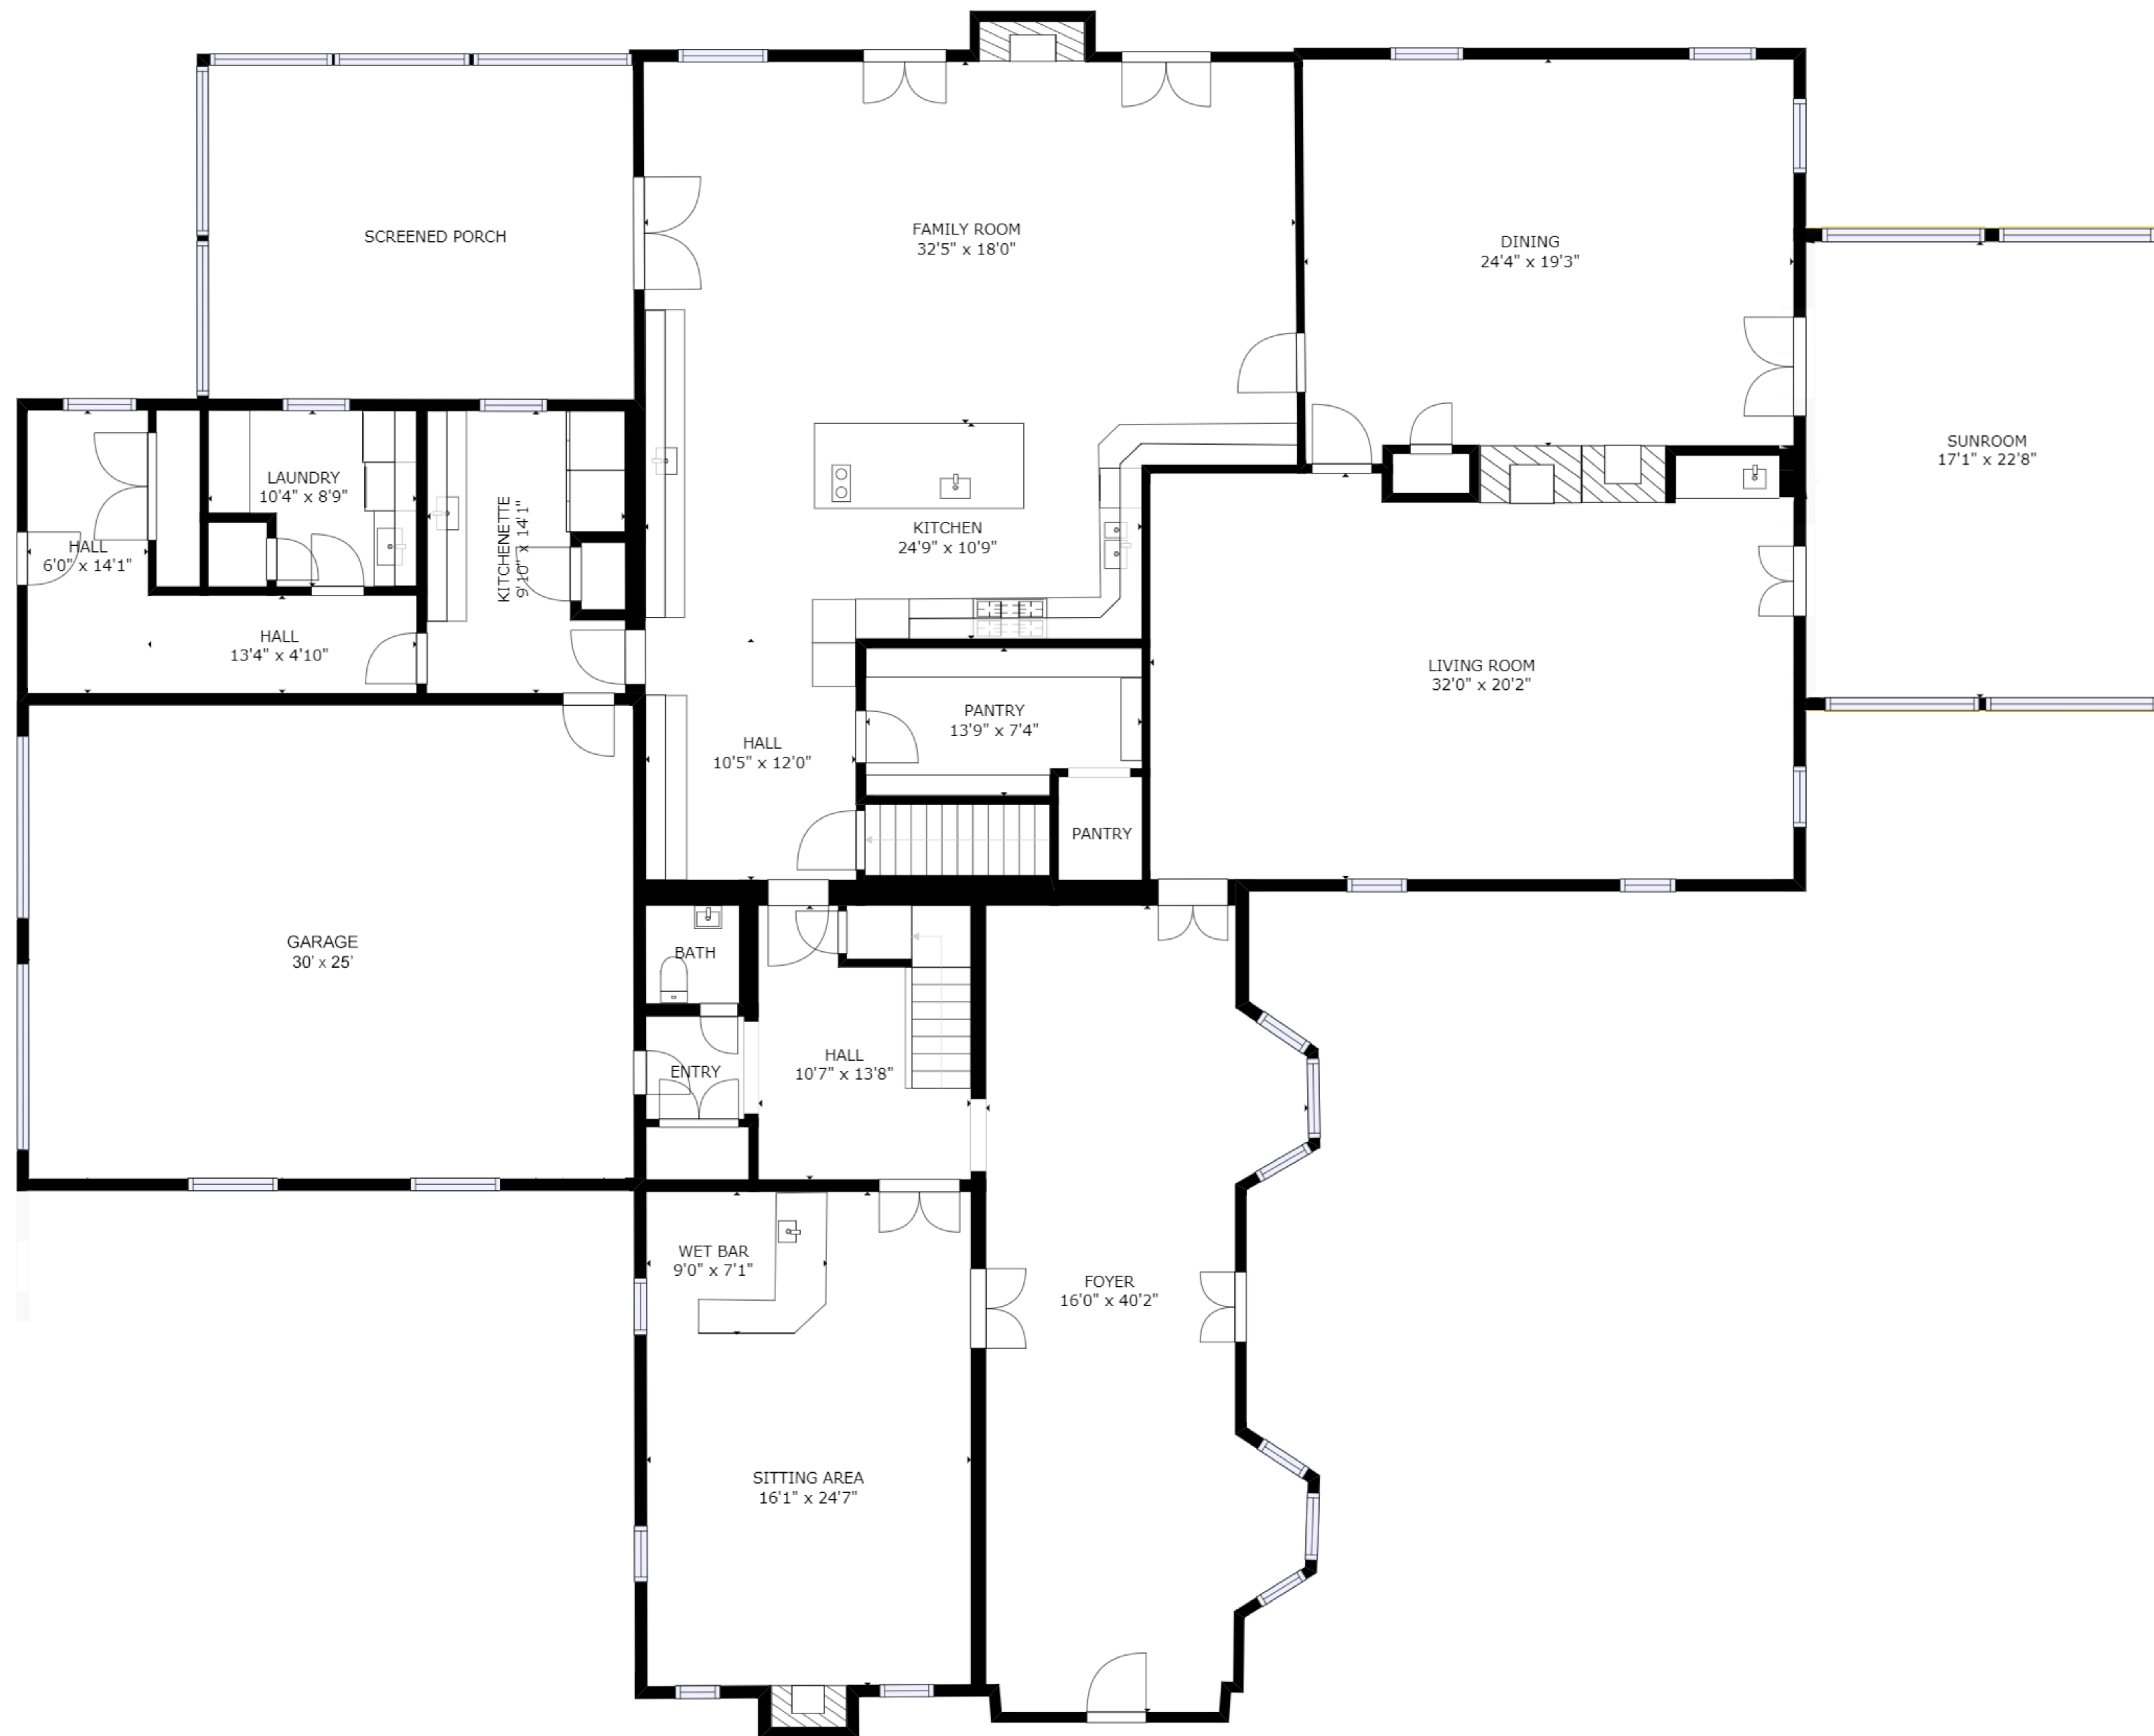 SCREENED PORCH
FAMILY ROOM
32'5" x 18'0"
DINING
24'4" x 19'3"
SUNROOM
17'1" x 22'8"
LAUNDRY
10'4" x 8'9"
KITCHENETTE
9'10" x 14'1"
HALL
6'0" x 14'1"
KITCHEN
24'9" x 10'9"
HALL
13'4" x 4'10"
LIVING ROOM
32'0" x 20'2"
PANTRY
13'9" x 7'4"
HALL
10'5" x 12'0"
PANTRY
GARAGE
30' x 25'
BATH
ENTRY
HALL
10'7" x 13'8"
WET BAR
9'0" x 7'1"
FOYER
16'0" x 40'2"
SITTING AREA
16'1" x 24'7"